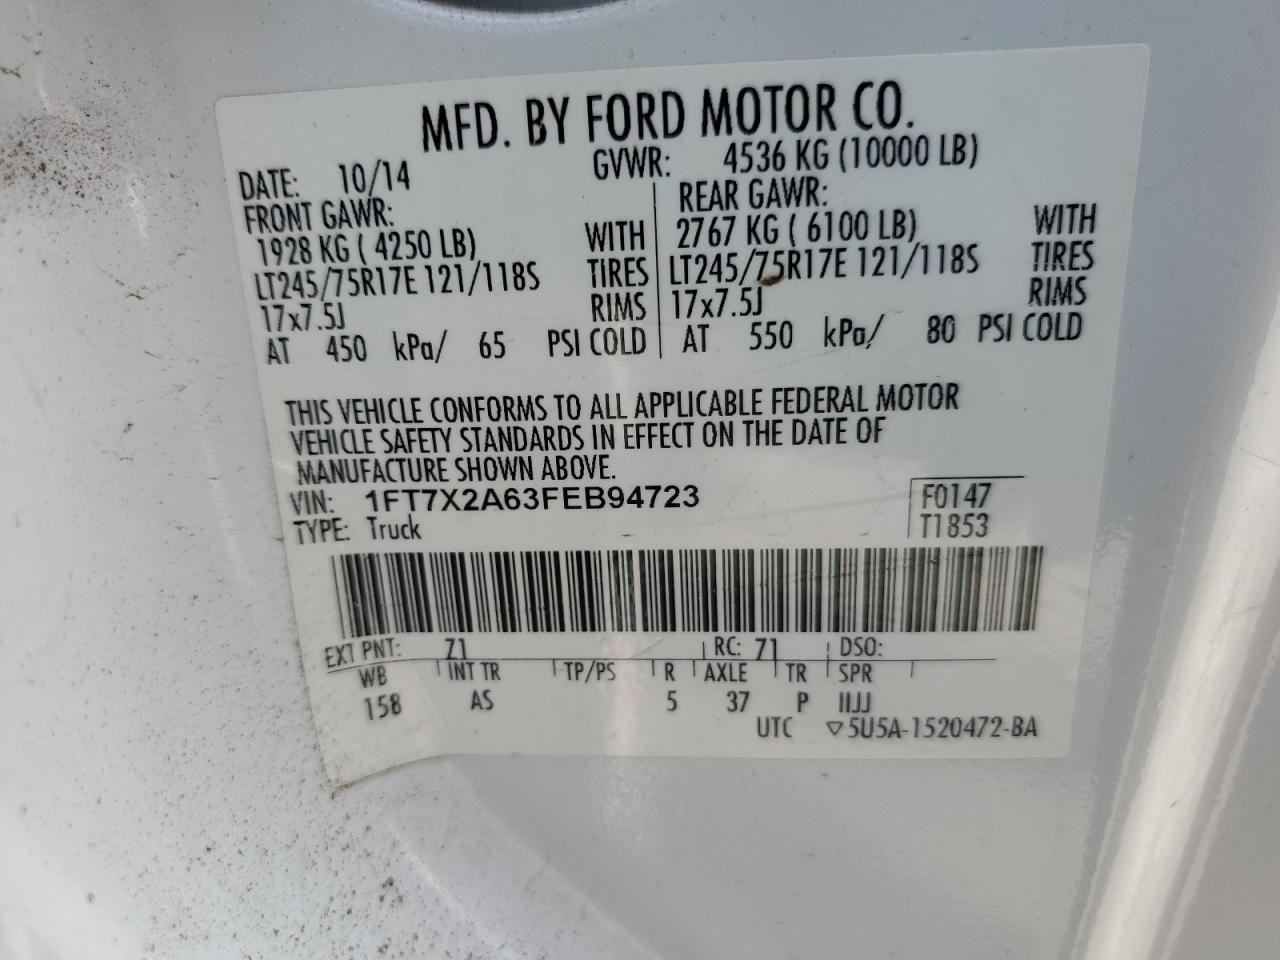 MFD. BY FORD MOTOR CO.
DATE: 10/14 GVWR: 4536 KG (10000 LB)
FRONT GAWR:
1928 KG ( 4250 LB) WITH
LT245/75R17E 121/118S TIRES
17x7.5J RIMS
AT 450 kPa/ 65 PSI COLD
REAR GAWR:
2767 KG ( 6100 LB) WITH
LT245/75R17E 121/118S TIRES
17x7.5J RIMS
AT 550 kPa/ 80 PSI COLD
THIS VEHICLE CONFORMS TO ALL APPLICABLE FEDERAL MOTOR
VEHICLE SAFETY STANDARDS IN EFFECT ON THE DATE OF
MANUFACTURE SHOWN ABOVE.
VIN: 1FT7X2A63FEB94723 F0147
TYPE: Truck T1853
EXT PNT: Z1 RC: 71 DSO:
WB INT TR TP/PS R AXLE TR SPR
158 AS 5 37 P IIJJ
UTC ▽5U5A-1520472-BA